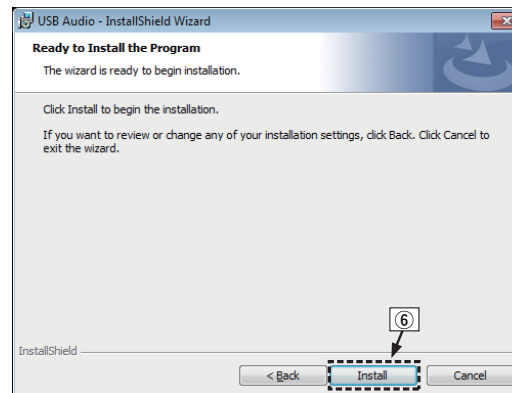 USB Audio - InstallShield Wizard
Ready to Install the Program
The wizard is ready to begin installation.
Click Install to begin the installation.
If you want to review or change any of your installation settings, click Back. Click Cancel to
exit the wizard.
⑥
InstallShield
< Back Install Cancel